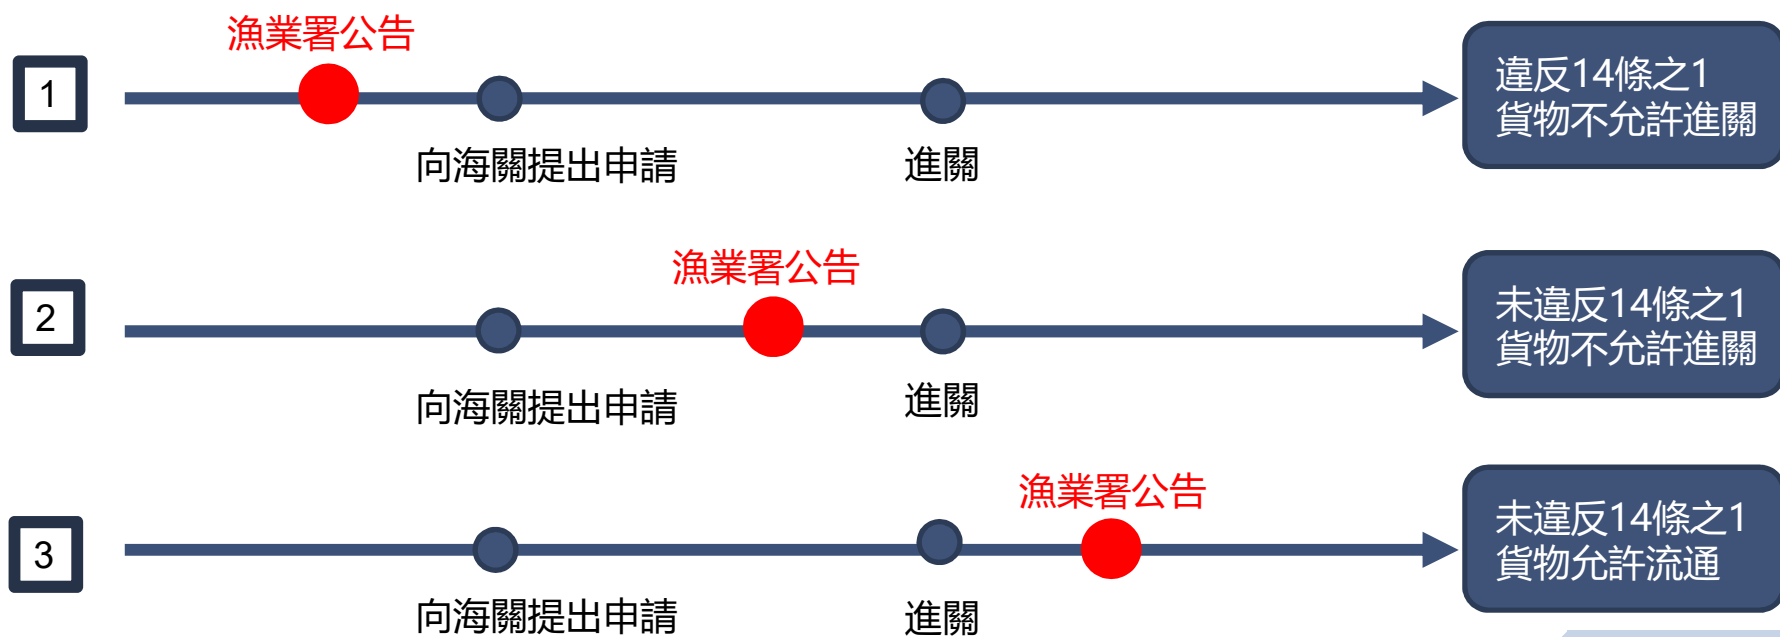 漁業署公告
1
違反14條之1
貨物不允許進關
向海關提出申請
進關
漁業署公告
2
未違反14條之1
貨物不允許進關
向海關提出申請
進關
漁業署公告
3
未違反14條之1
貨物允許流通
向海關提出申請
進關